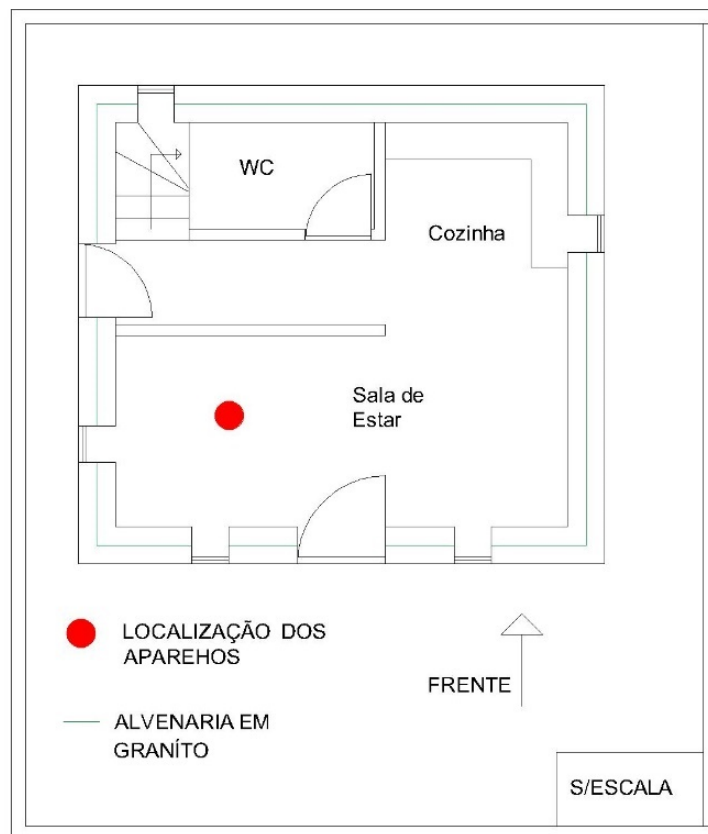 WC
Cozinha
Sala de
Estar
LOCALIZAÇÃO DOS
APAREHOS
FRENTE
ALVENARIA EM
GRANÍTO
S/ESCALA